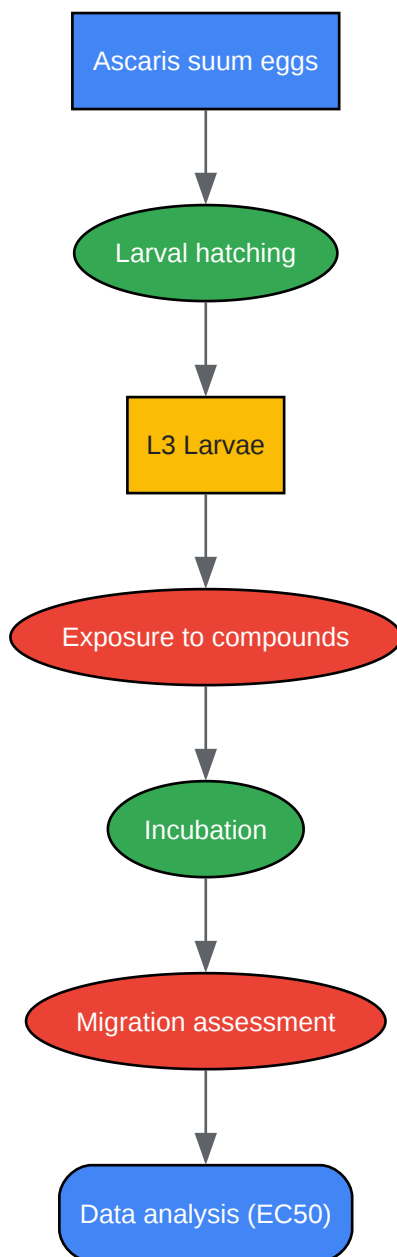 Ascaris suum eggs
Larval hatching
L3 Larvae
Exposure to compounds
Incubation
Migration assessment
Data analysis (EC50)